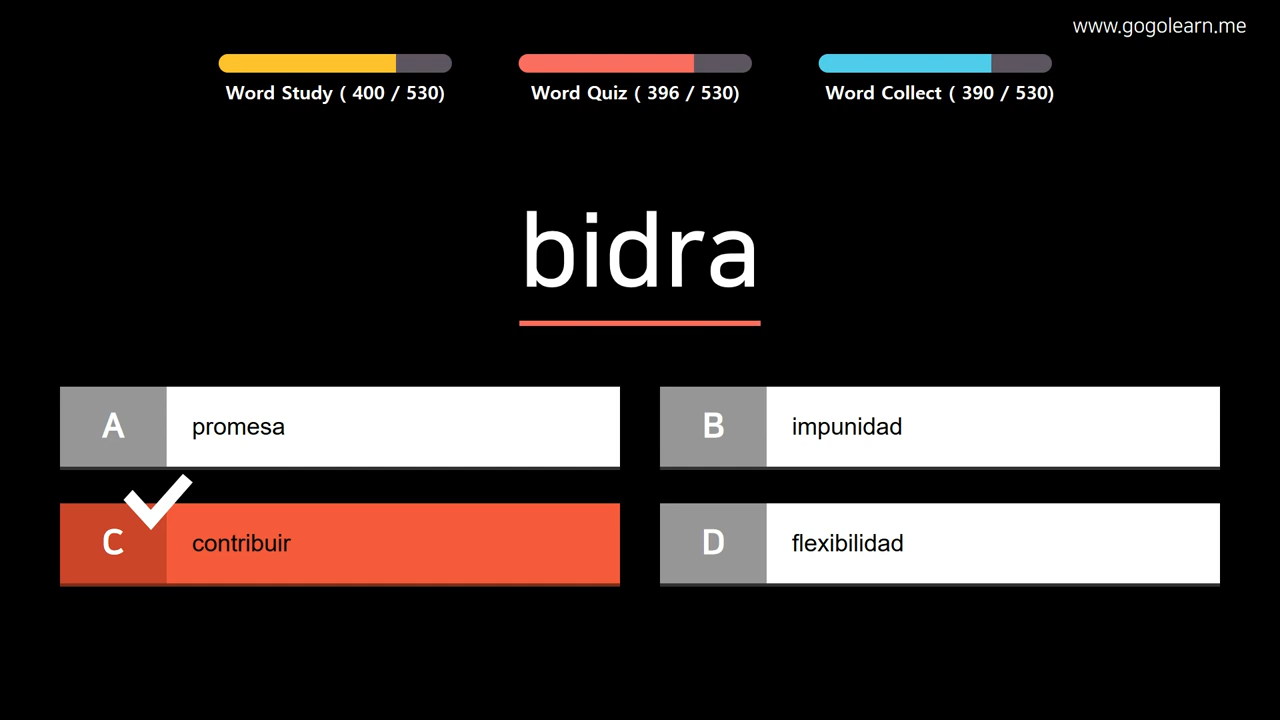 www.gogolearn.me
Word Study ( 400 / 530)
Word Quiz ( 396 / 530)
Word Collect ( 390 / 530)
bidra
A
promesa
B
impunidad
C
contribuir
D
flexibilidad